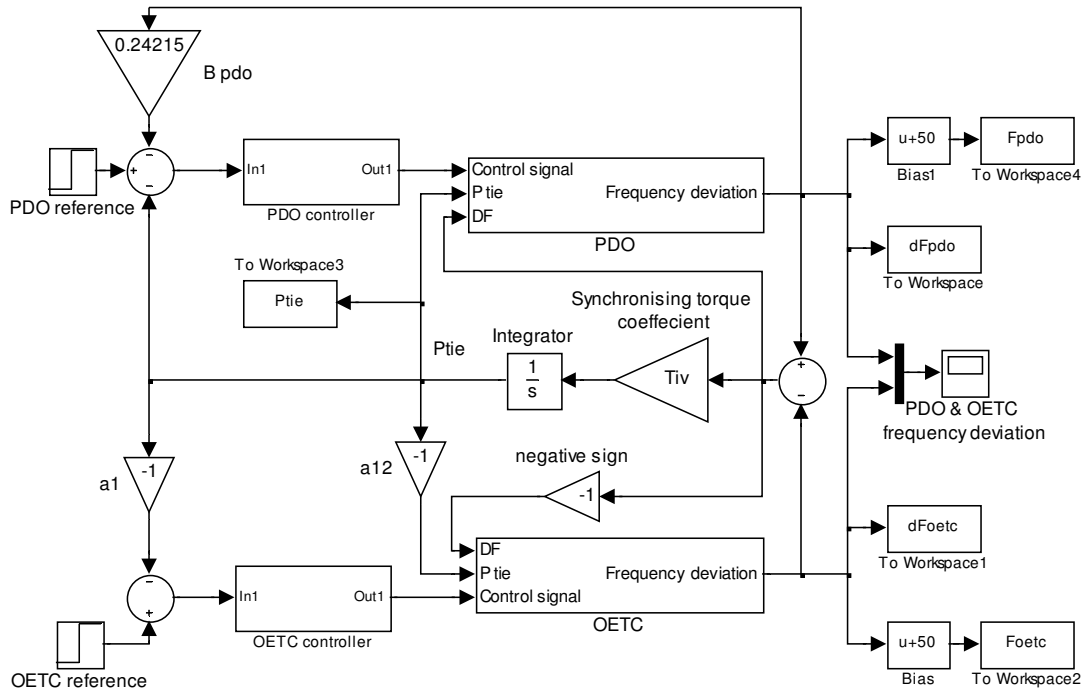 0.24215
B pdo
PDO reference
In1
Out1
PDO controller
Control signal
Ptie
DF
Frequency deviation
PDO
u+50
Bias1
Fpdo
To Workspace4
dFpdo
To Workspace
To Workspace3
Ptie
Ptie
Integrator
1
s
Synchronising torque
coeffecient
Tiv
PDO & OETC
frequency deviation
a1
-1
a12
-1
negative sign
-1
dFoetc
To Workspace1
DF
Ptie
Control signal
Frequency deviation
OETC
In1
Out1
OETC controller
OETC reference
u+50
Bias
Foetc
To Workspace2